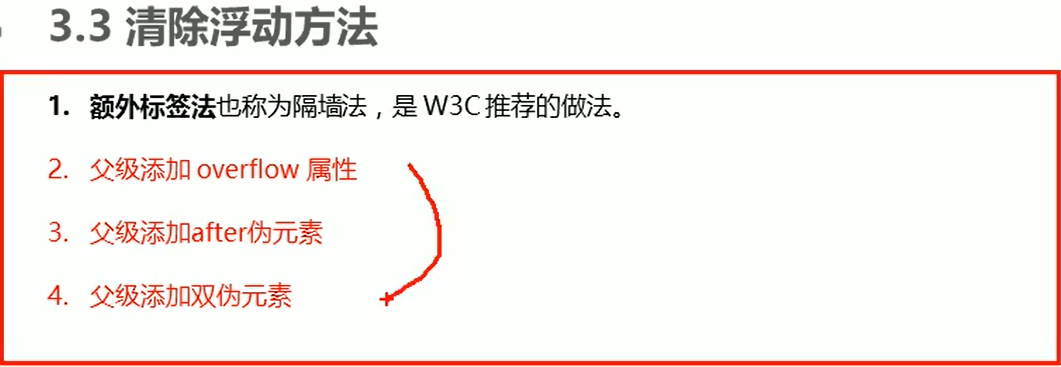 3.3 清除浮动方法
1. 额外标签法也称为隔墙法，是 W3C 推荐的做法。
2. 父级添加 overflow 属性
3. 父级添加after伪元素
4. 父级添加双伪元素